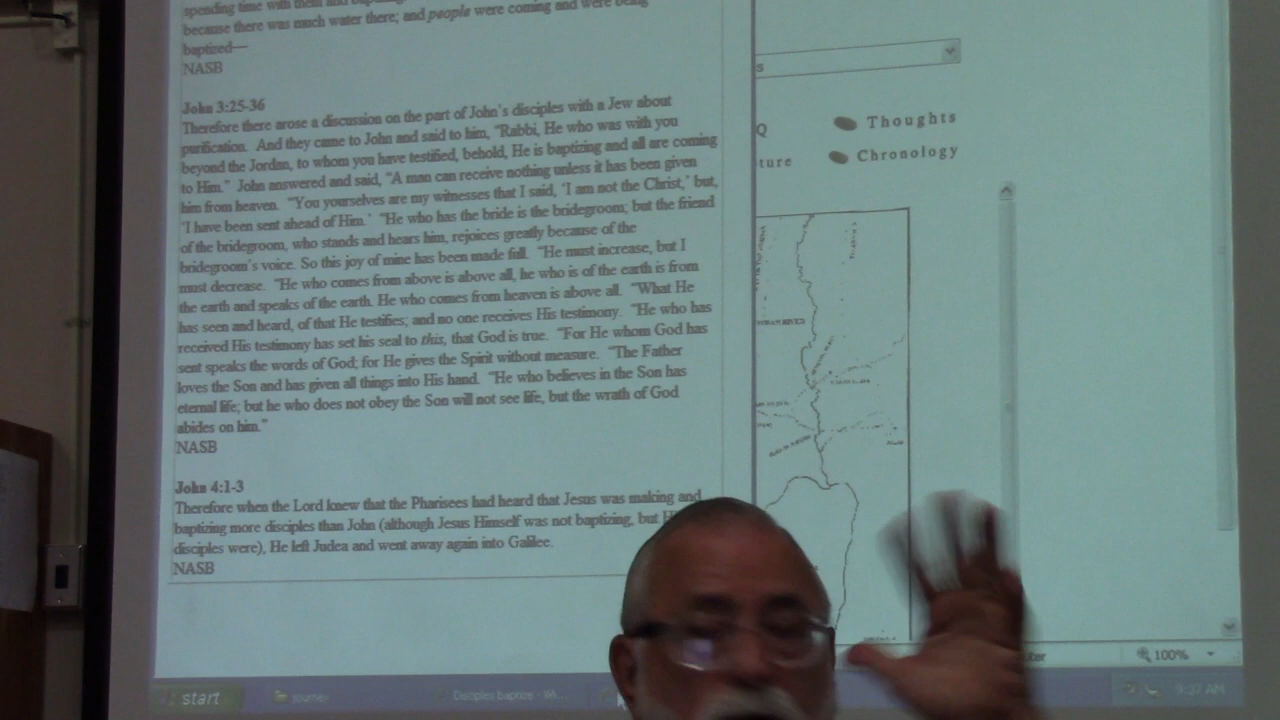 spending time with them and
because there was much water there; and people were coming and were being
baptized—
NASB
John 3:25-36
Therefore there arose a discussion on the part of John's disciples with a Jew about
purification. And they came to John and said to him, "Rabbi, He who was with you
beyond the Jordan, to whom you have testified, behold, He is baptizing and all are coming
to Him." John answered and said, "A man can receive nothing unless it has been given
him from heaven. "You yourselves are my witnesses that I said, 'I am not the Christ,' but,
'I have been sent ahead of Him.' "He who has the bride is the bridegroom; but the friend
of the bridegroom, who stands and hears him, rejoices greatly because of the
bridegroom's voice. So this joy of mine has been made full. "He must increase, but I
must decrease. "He who comes from above is above all, he who is of the earth is from
the earth and speaks of the earth. He who comes from heaven is above all. "What He
has seen and heard, of that He testifies; and no one receives His testimony. "He who has
received His testimony has set his seal to this, that God is true. "For He whom God has
sent speaks the words of God; for He gives the Spirit without measure. "The Father
loves the Son and has given all things into His hand. "He who believes in the Son has
eternal life; but he who does not obey the Son will not see life, but the wrath of God
abides on him."
NASB
John 4:1-3
Therefore when the Lord knew that the Pharisees had heard that Jesus was making and
baptizing more disciples than John (although Jesus Himself was not baptizing, but
disciples were), He left Judea and went away again into Galilee.
NASB
s
Q
Thoughts
ture
Chronology
100%
start
journey
Disciples baptize - Wi...
9:37 AM